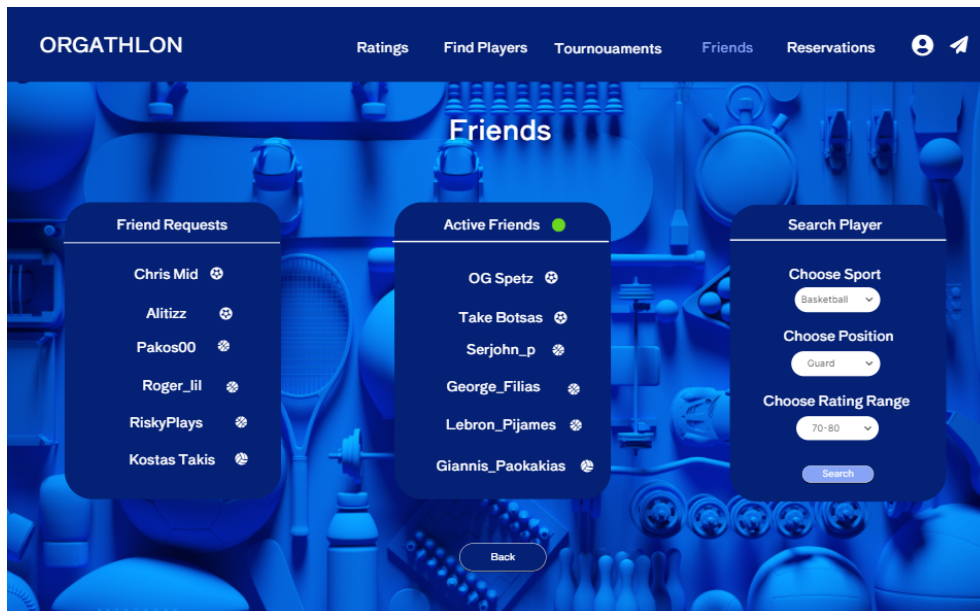 ORGATHLON
Ratings
Find Players
Tournouaments
Friends
Reservations
Friends
Friend Requests
Chris Mid
Alitizz
Pakos00
Roger_lil
RiskyPlays
Kostas Takis
Active Friends
OG Spetz
Take Botsas
Serjohn_p
George_Filias
Lebron_Pijames
Giannis_Paokakias
Search Player
Choose Sport
Basketball
Choose Position
Guard
Choose Rating Range
70-80
Search
Back